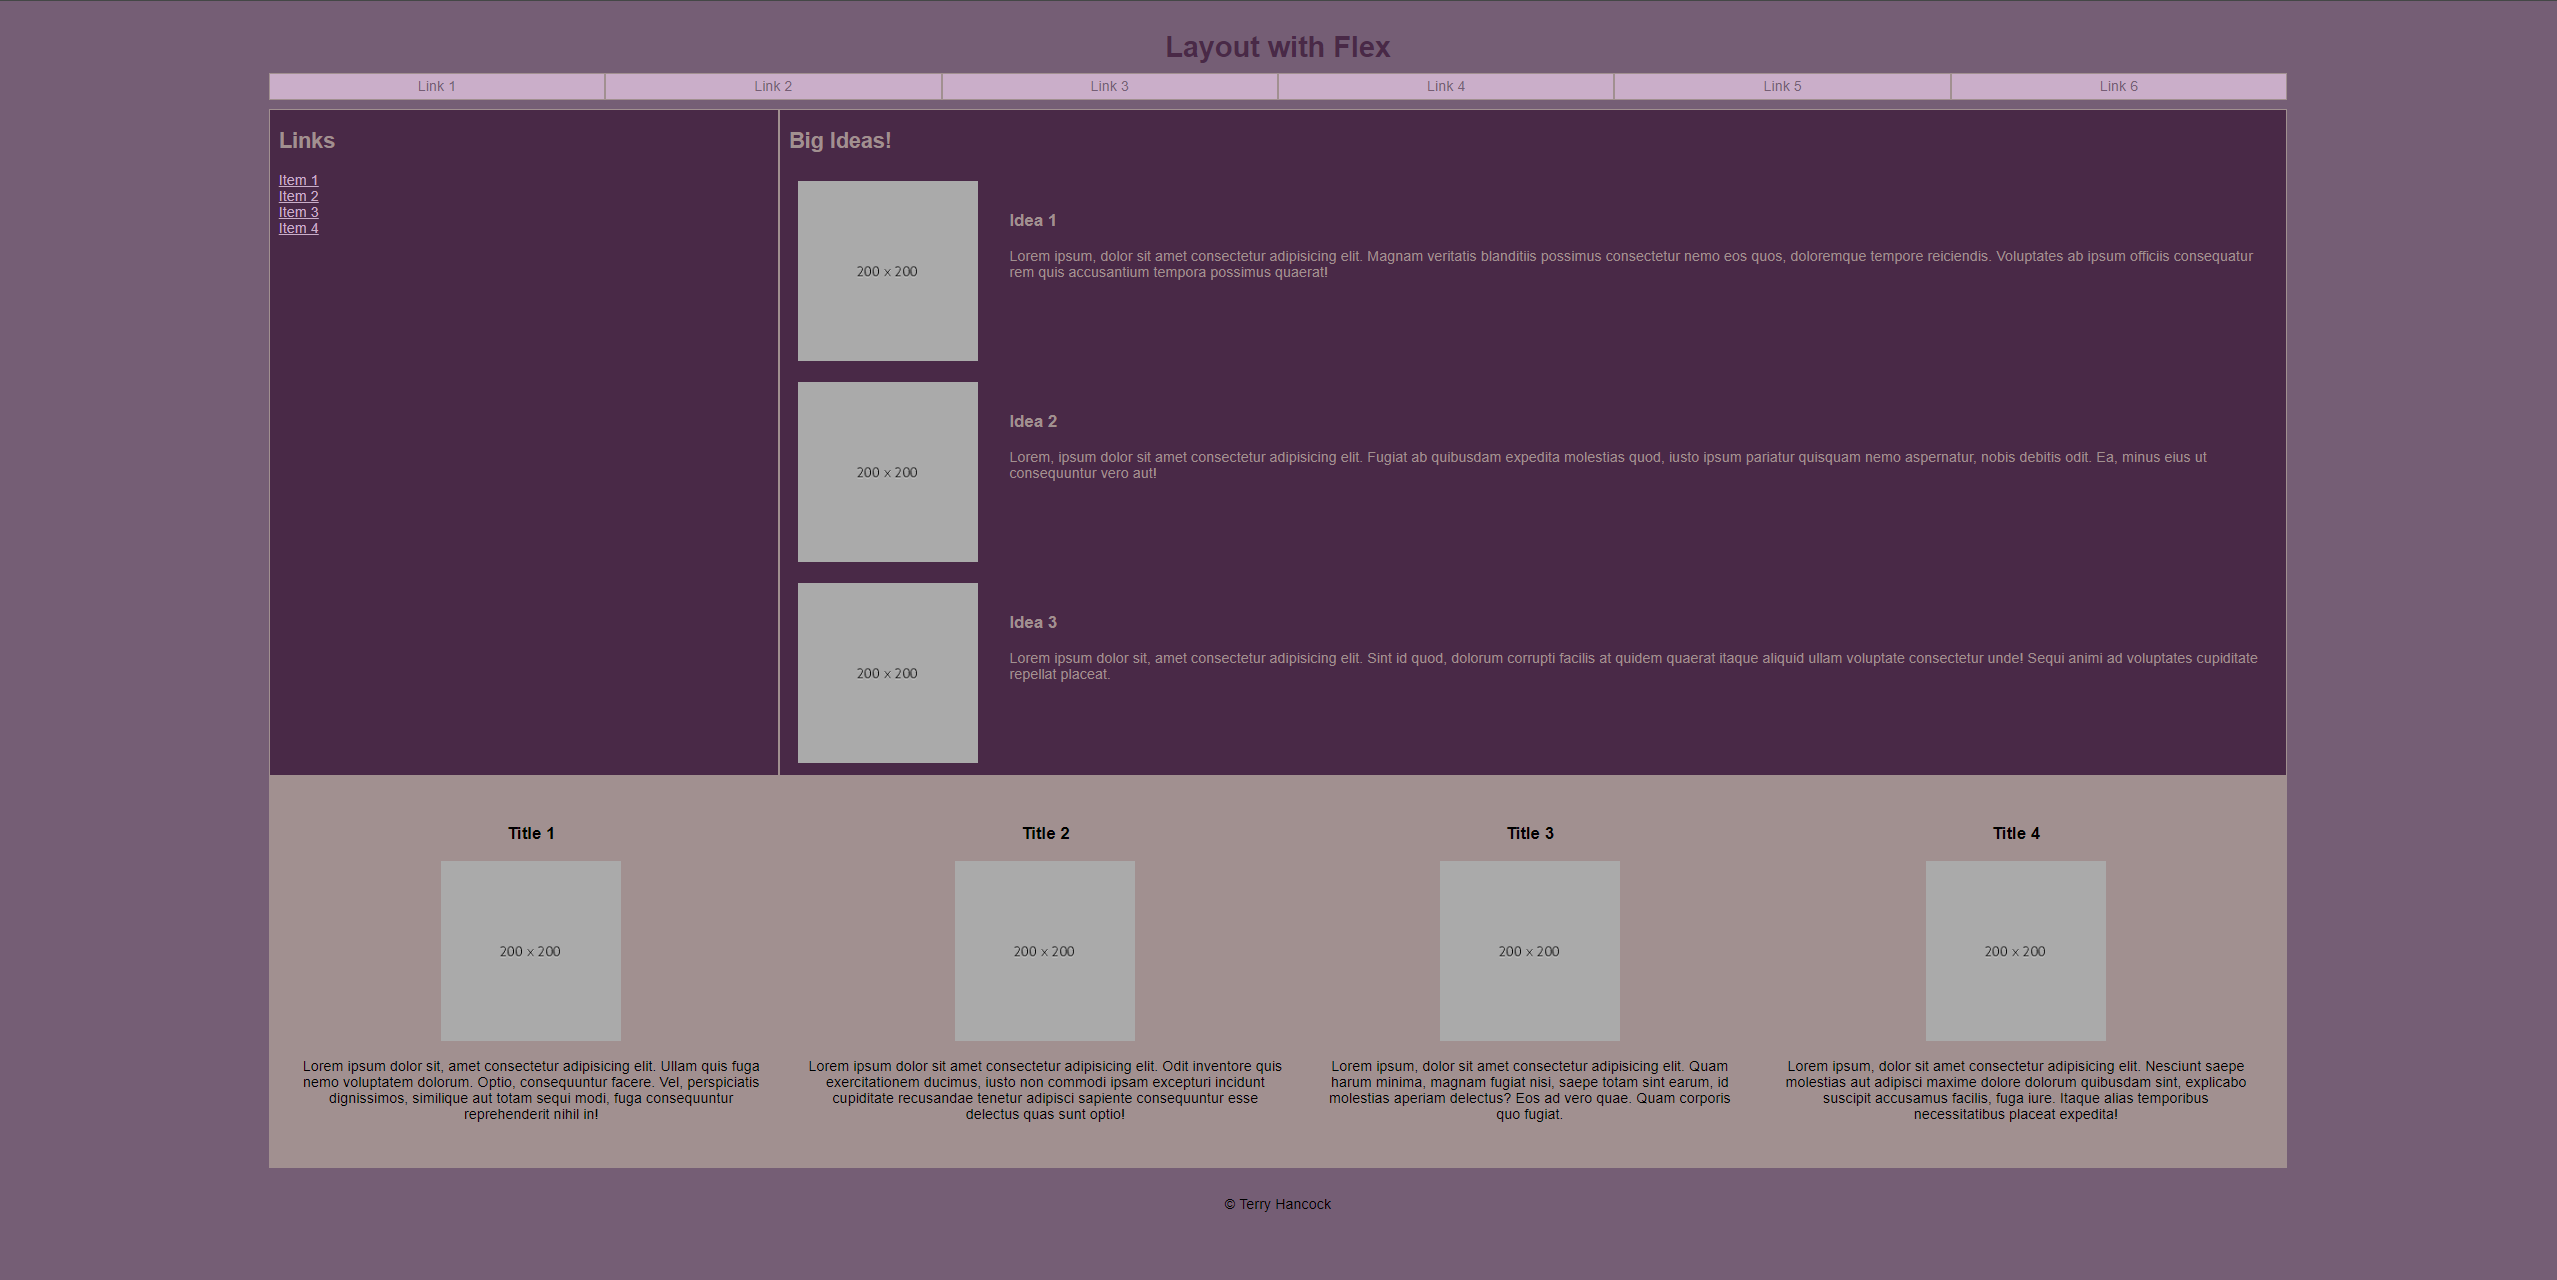 Layout with Flex
Link 1
Link 2
Link 3
Link 4
Link 5
Link 6
Links
Item 1
Item 2
Item 3
Item 4
Big Ideas!
200 x 200
Idea 1
Lorem ipsum, dolor sit amet consectetur adipisicing elit. Magnam veritatis blanditiis possimus consectetur nemo eos quos, doloremque tempore reiciendis. Voluptates ab ipsum officiis consequatur
rem quis accusantium tempora possimus quaerat!
200 x 200
Idea 2
Lorem, ipsum dolor sit amet consectetur adipisicing elit. Fugiat ab quibusdam expedita molestias quod, iusto ipsum pariatur quisquam nemo aspernatur, nobis debitis odit. Ea, minus eius ut
consequuntur vero aut!
200 x 200
Idea 3
Lorem ipsum dolor sit, amet consectetur adipisicing elit. Sint id quod, dolorum corrupti facilis at quidem quaerat itaque aliquid ullam voluptate consectetur unde! Sequi animi ad voluptates cupiditate
repellat placeat.
Title 1
200 x 200
Lorem ipsum dolor sit, amet consectetur adipisicing elit. Ullam quis fuga
nemo voluptatem dolorum. Optio, consequuntur facere. Vel, perspiciatis
dignissimos, similique aut totam sequi modi, fuga consequuntur
reprehenderit nihil in!
Title 2
200 x 200
Lorem ipsum dolor sit amet consectetur adipisicing elit. Odit inventore quis
exercitationem ducimus, iusto non commodi ipsam excepturi incidunt
cupiditate recusandae tenetur adipisci sapiente consequuntur esse
delectus quas sunt optio!
Title 3
200 x 200
Lorem ipsum, dolor sit amet consectetur adipisicing elit. Quam
harum minima, magnam fugiat nisi, saepe totam sint earum, id
molestias aperiam delectus? Eos ad vero quae. Quam corporis
quo fugiat.
Title 4
200 x 200
Lorem ipsum, dolor sit amet consectetur adipisicing elit. Nesciunt saepe
molestias aut adipisci maxime dolore dolorum quibusdam sint, explicabo
suscipit accusamus facilis, fuga iure. Itaque alias temporibus
necessitatibus placeat expedita!
© Terry Hancock